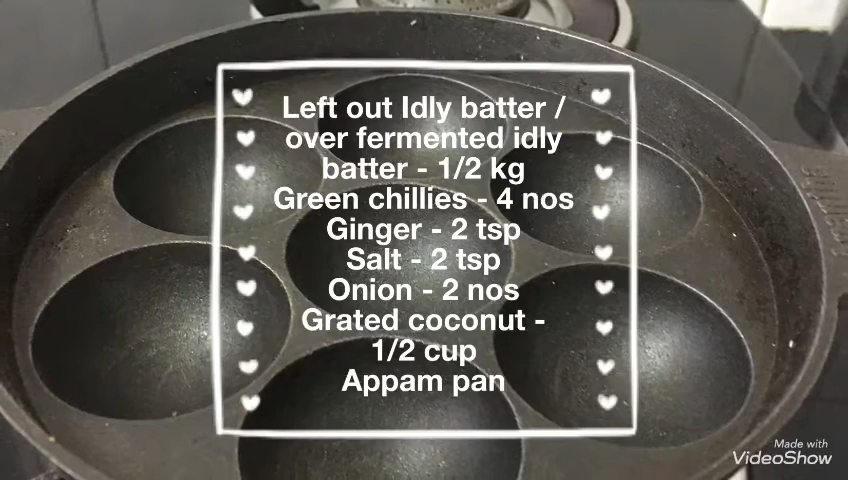 Left out Idly batter /
over fermented idly
batter - 1/2 kg
Green chillies - 4 nos
Ginger - 2 tsp
Salt - 2 tsp
Onion - 2 nos
Grated coconut -
1/2 cup
Appam pan
Made with
VideoShow